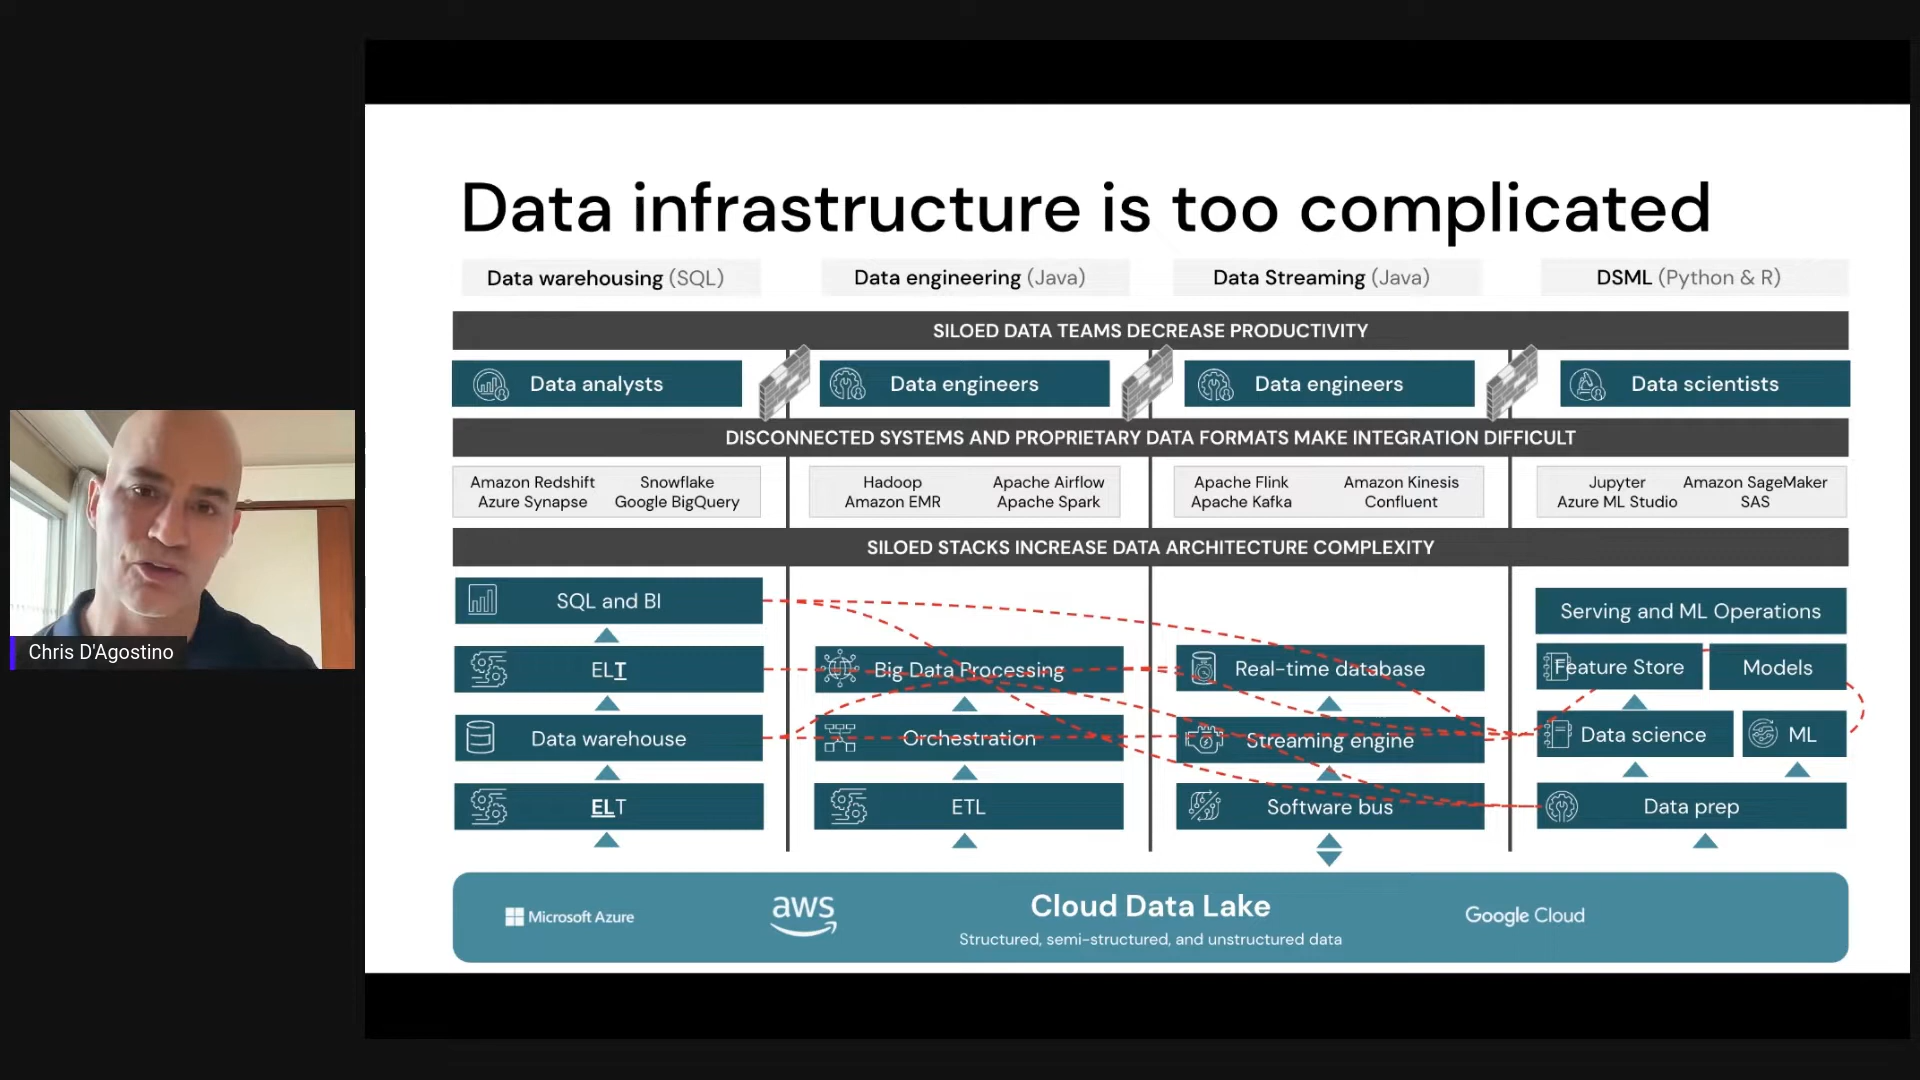 Data infrastructure is too complicated
Data warehousing (SQL)
Data engineering (Java)
Data Streaming (Java)
DSML (Python & R)
SILOED DATA TEAMS DECREASE PRODUCTIVITY
Data analysts
Data engineers
Data engineers
Data scientists
DISCONNECTED SYSTEMS AND PROPRIETARY DATA FORMATS MAKE INTEGRATION DIFFICULT
Amazon Redshift
Azure Synapse
Snowflake
Google BigQuery
Hadoop
Amazon EMR
Apache Airflow
Apache Spark
Apache Flink
Apache Kafka
Amazon Kinesis
Confluent
Jupyter
Azure ML Studio
Amazon SageMaker
SAS
SILOED STACKS INCREASE DATA ARCHITECTURE COMPLEXITY
SQL and BI
ELT
Data warehouse
ELT
Big Data Processing
Orchestration
ETL
Real-time database
Streaming engine
Software bus
Serving and ML Operations
Feature Store
Models
Data science
ML
Data prep
Microsoft Azure
aws
Cloud Data Lake
Structured, semi-structured, and unstructured data
Google Cloud
Chris D'Agostino